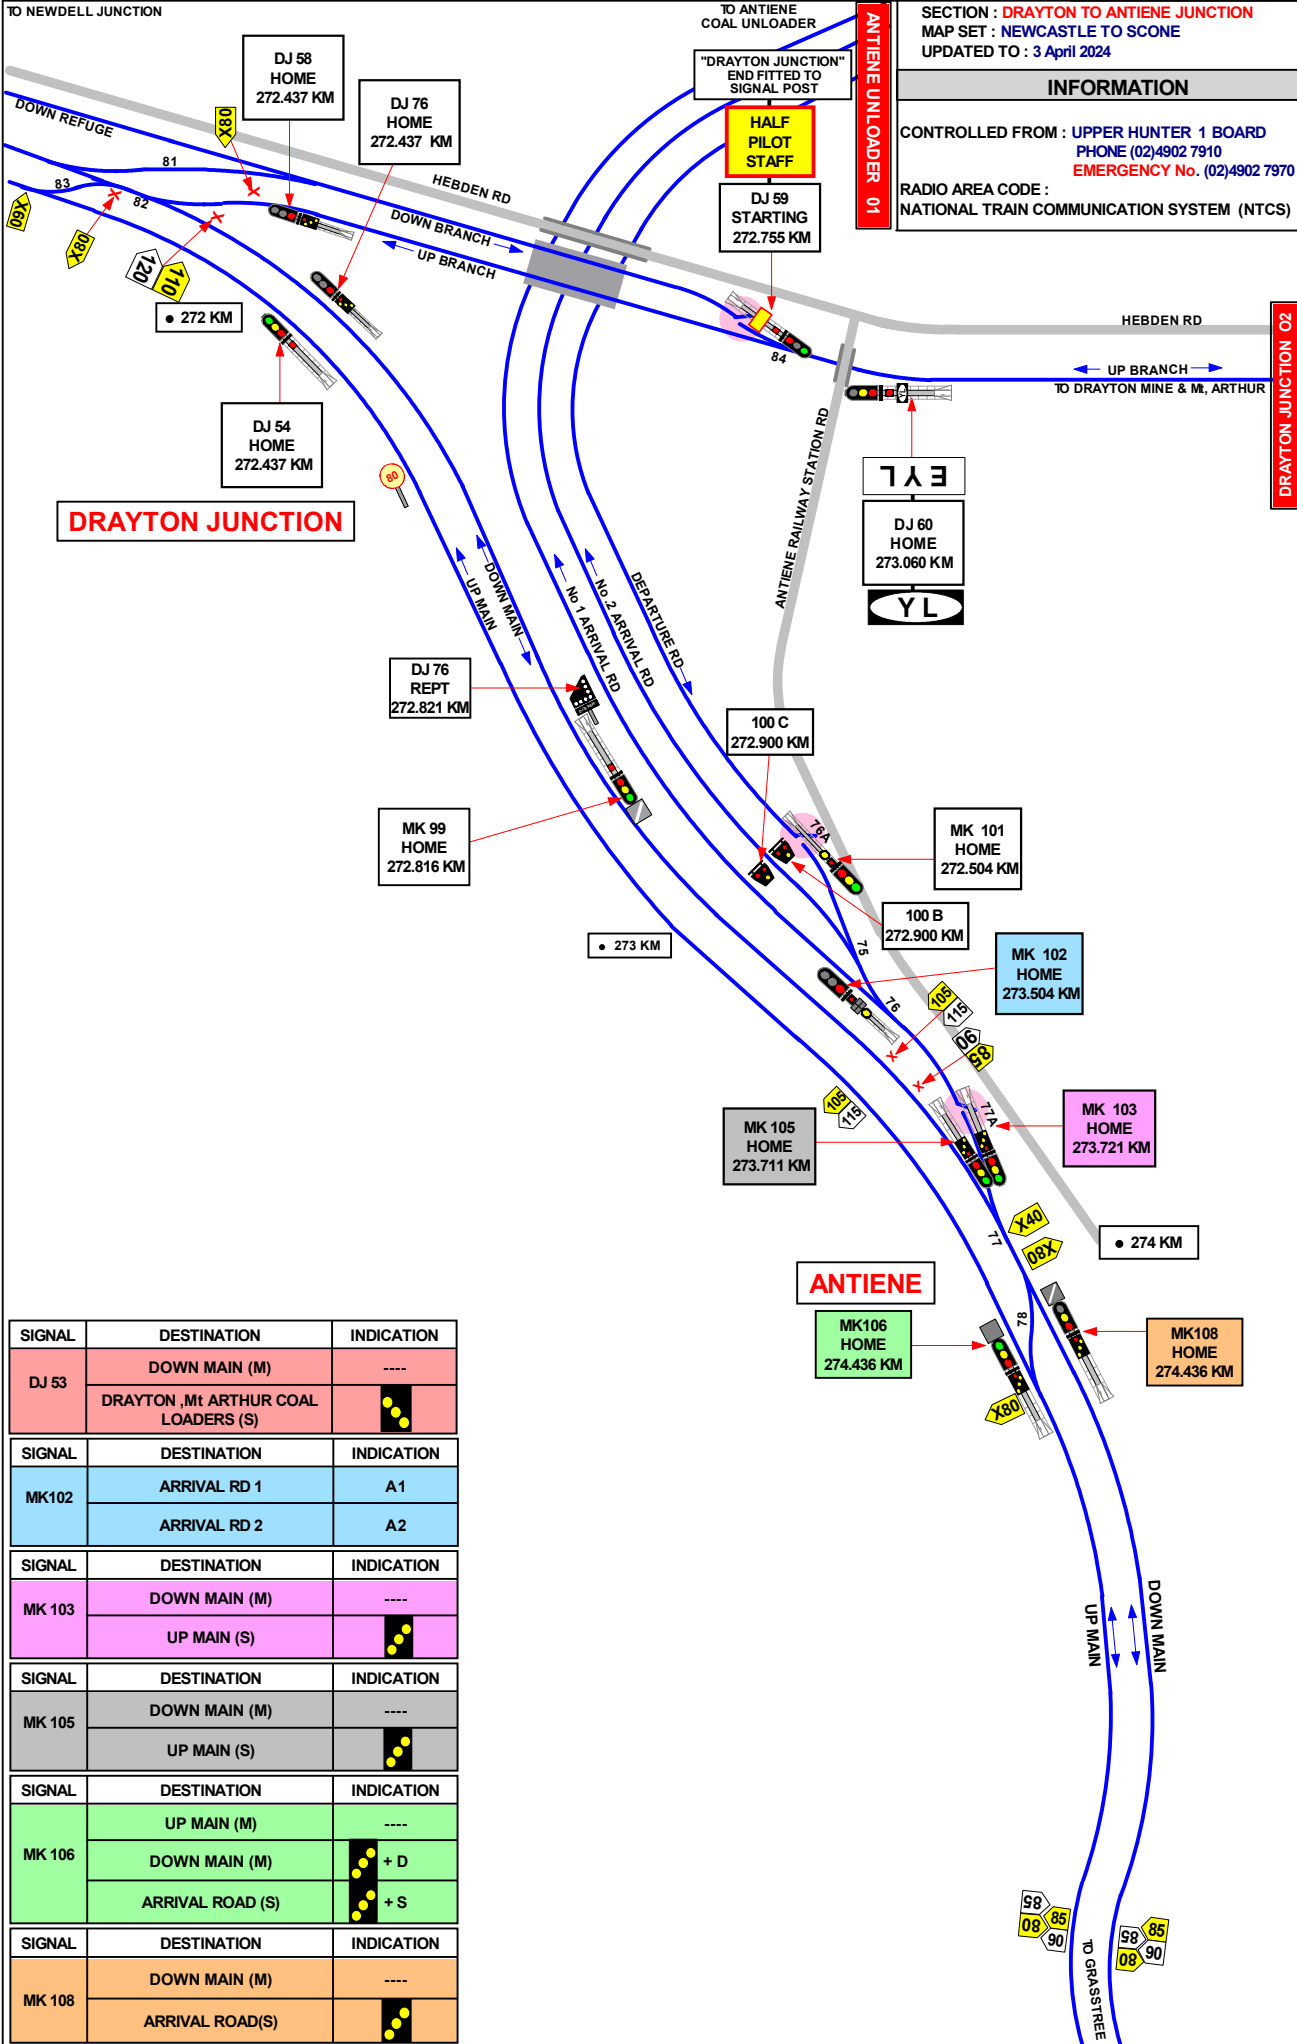 TO NEWDELL JUNCTION
TO ANTIENE
COAL UNLOADER
ANTIENE UNLOADER 01
SECTION : DRAYTON TO ANTIENE JUNCTION
MAP SET : NEWCASTLE TO SCONE
UPDATED TO : 3 April 2024
INFORMATION
CONTROLLED FROM : UPPER HUNTER 1 BOARD
PHONE (02)4902 7910
EMERGENCY No. (02)4902 7970
RADIO AREA CODE :
NATIONAL TRAIN COMMUNICATION SYSTEM (NTCS)
"DRAYTON JUNCTION"
END FITTED TO
SIGNAL POST
HALF
PILOT
STAFF
DJ 59
STARTING
272.755 KM
DJ 58
HOME
272.437 KM
DJ 76
HOME
272.437 KM
X80
DOWN REFUGE
81
83
82
X60
X80
120
110
HEBDEN RD
DOWN BRANCH
UP BRANCH
● 272 KM
DJ 54
HOME
272.437 KM
80
84
HEBDEN RD
UP BRANCH
TO DRAYTON MINE & Mt, ARTHUR
DRAYTON JUNCTION O2
DRAYTON JUNCTION
EYL
DJ 60
HOME
273.060 KM
YL
ANTIENE RAILWAY STATION RD
UP MAIN
DOWN MAIN
No 1 ARRIVAL RD
No.2 ARRIVAL RD
DEPARTURE RD
DJ 76
REPT
272.821 KM
100 C
272.900 KM
MK 99
HOME
272.816 KM
76A
MK 101
HOME
272.504 KM
100 B
272.900 KM
● 273 KM
75
76
MK 102
HOME
273.504 KM
105
115
90
85
105
115
77A
MK 105
HOME
273.711 KM
MK 103
HOME
273.721 KM
77
X40
X80
● 274 KM
ANTIENE
MK106
HOME
274.436 KM
78
MK108
HOME
274.436 KM
X80
UP MAIN
DOWN MAIN
85
80
85
90
85
80
85
90
TO GRASSTREE
SIGNAL DESTINATION INDICATION
DJ 53
DOWN MAIN (M) ----
DRAYTON ,Mt ARTHUR COAL
LOADERS (S)
SIGNAL DESTINATION INDICATION
MK102
ARRIVAL RD 1 A1
ARRIVAL RD 2 A2
SIGNAL DESTINATION INDICATION
MK 103
DOWN MAIN (M) ----
UP MAIN (S)
SIGNAL DESTINATION INDICATION
MK 105
DOWN MAIN (M) ----
UP MAIN (S)
SIGNAL DESTINATION INDICATION
MK 106
UP MAIN (M) ----
DOWN MAIN (M) + D
ARRIVAL ROAD (S) + S
SIGNAL DESTINATION INDICATION
MK 108
DOWN MAIN (M) ----
ARRIVAL ROAD(S)